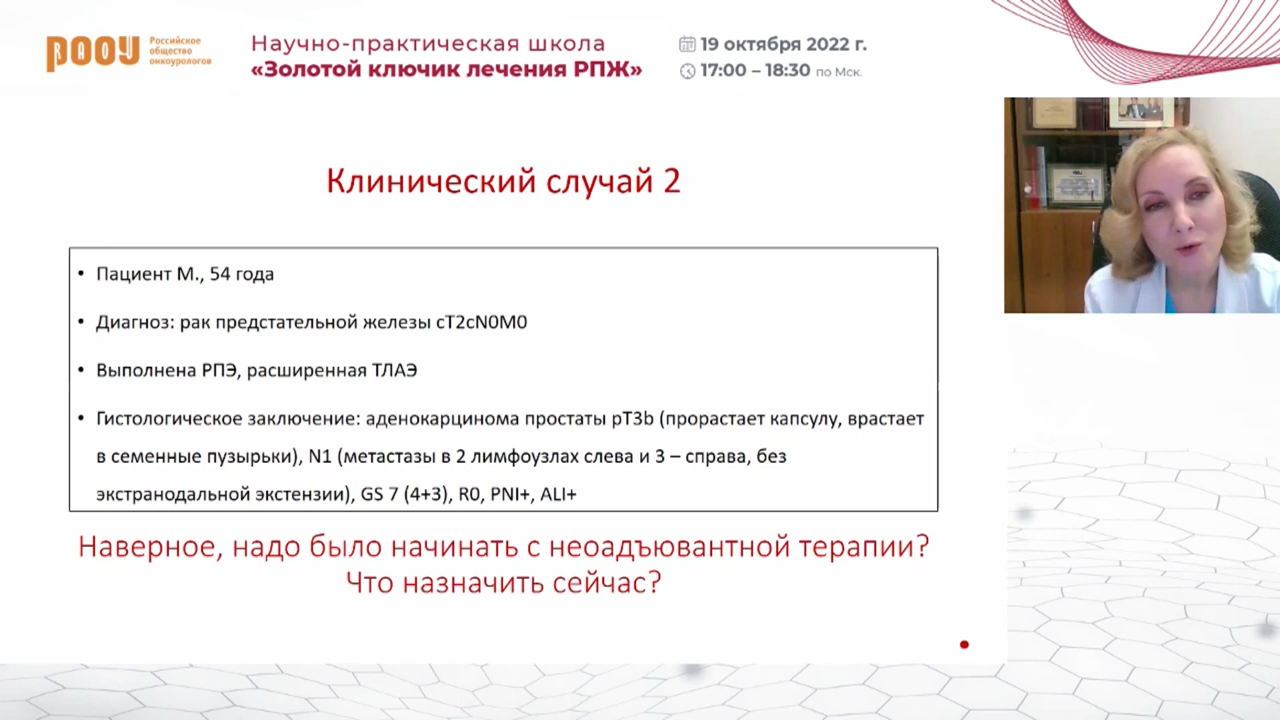 РАОУ
Российское
общество
онкоурологов
Научно-практическая школа
«Золотой ключик лечения РПЖ»
19 октября 2022 г.
17:00 – 18:30 по Мск.
Клинический случай 2
• Пациент М., 54 года
• Диагноз: рак предстательной железы cT2cN0M0
• Выполнена РПЭ, расширенная ТЛАЭ
• Гистологическое заключение: аденокарцинома простаты pT3b (прорастает капсулу, врастает
в семенные пузырьки), N1 (метастазы в 2 лимфоузлах слева и 3 – справа, без
экстранодальной экстензии), GS 7 (4+3), R0, PNI+, ALI+
Наверное, надо было начинать с неоадъювантной терапии?
Что назначить сейчас?